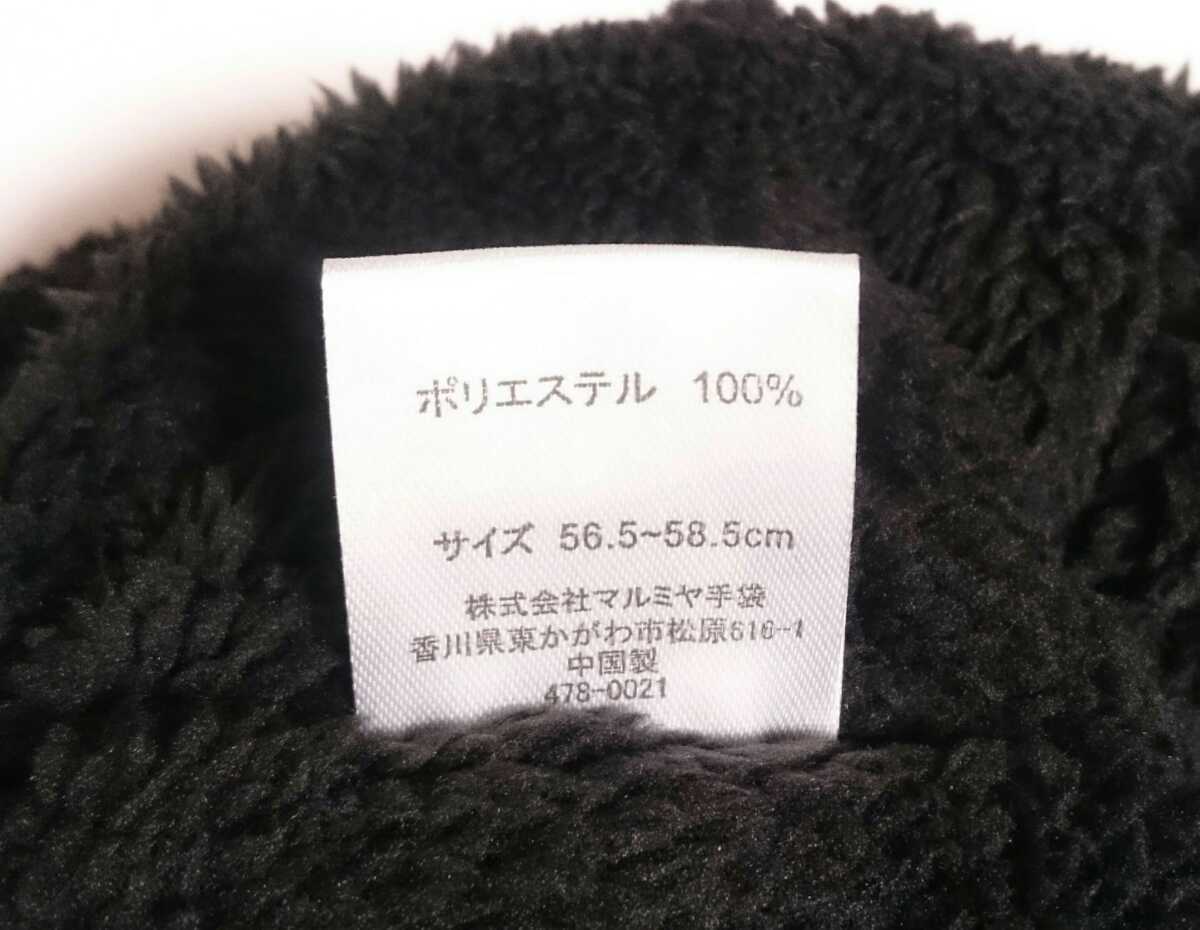 ポリエステル 100%
サイズ 56.5~58.5cm
株式会社マルミヤ手袋
香川県東かがわ市松原616-1
中国製
478-0021